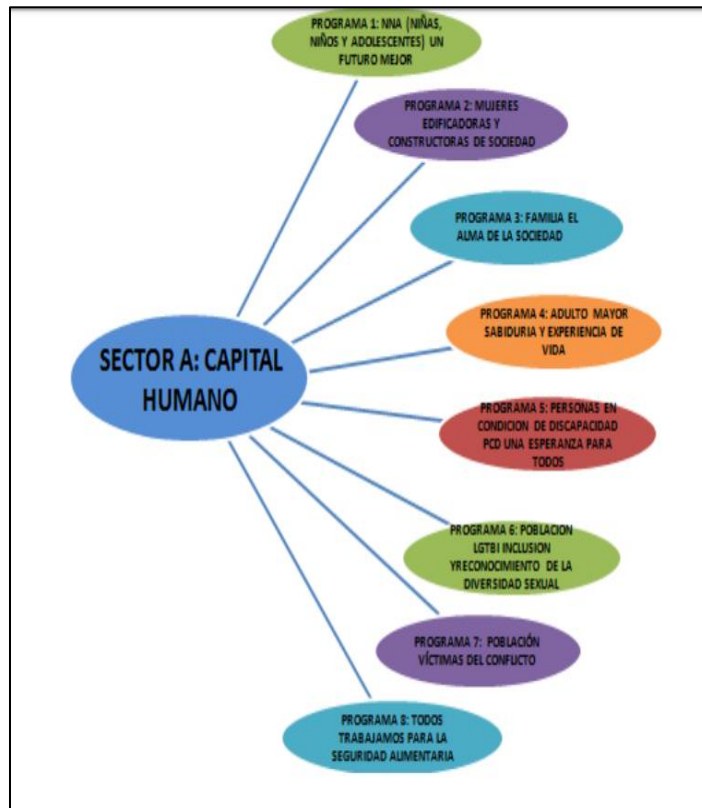 PROGRAMA 1: NNA (NIÑAS,
NIÑOS Y ADOLESCENTES) UN
FUTURO MEJOR
PROGRAMA 2: MUJERES
EDIFICADORAS Y
CONSTRUCTORAS DE SOCIEDAD
PROGRAMA 3: FAMILIA EL
ALMA DE LA SOCIEDAD
PROGRAMA 4: ADULTO MAYOR
SABIDURIA Y EXPERIENCIA DE
VIDA
SECTOR A: CAPITAL
HUMANO
PROGRAMA 5: PERSONAS EN
CONDICION DE DISCAPACIDAD
PCD UNA ESPERANZA PARA
TODOS
PROGRAMA 6: POBLACION
LGTBI INCLUSION
YRECONOCIMIENTO DE LA
DIVERSIDAD SEXUAL
PROGRAMA 7: POBLACIÓN
VÍCTIMAS DEL CONFLICTO
PROGRAMA 8: TODOS
TRABAJAMOS PARA LA
SEGURIDAD ALIMENTARIA